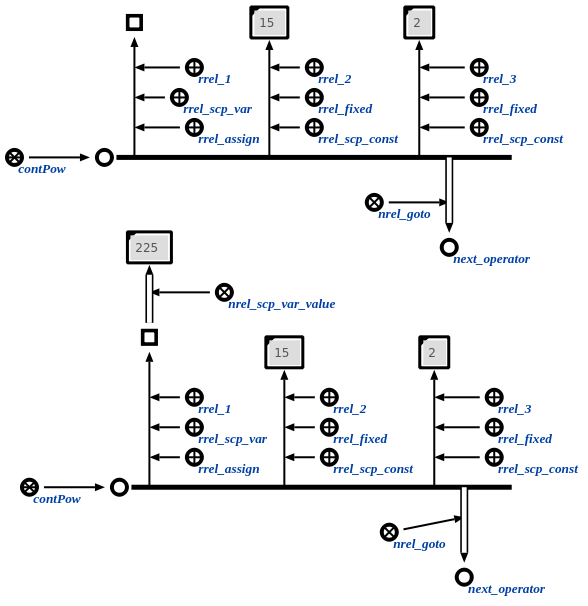 15
2
rrel_1
rrel_2
rrel_3
rrel_scp_var
rrel_fixed
rrel_fixed
rrel_assign
rrel_scp_const
rrel_scp_const
contPow
nrel_goto
next_operator
225
nrel_scp_var_value
15
2
rrel_1
rrel_2
rrel_3
rrel_scp_var
rrel_fixed
rrel_fixed
rrel_assign
rrel_scp_const
rrel_scp_const
contPow
nrel_goto
next_operator